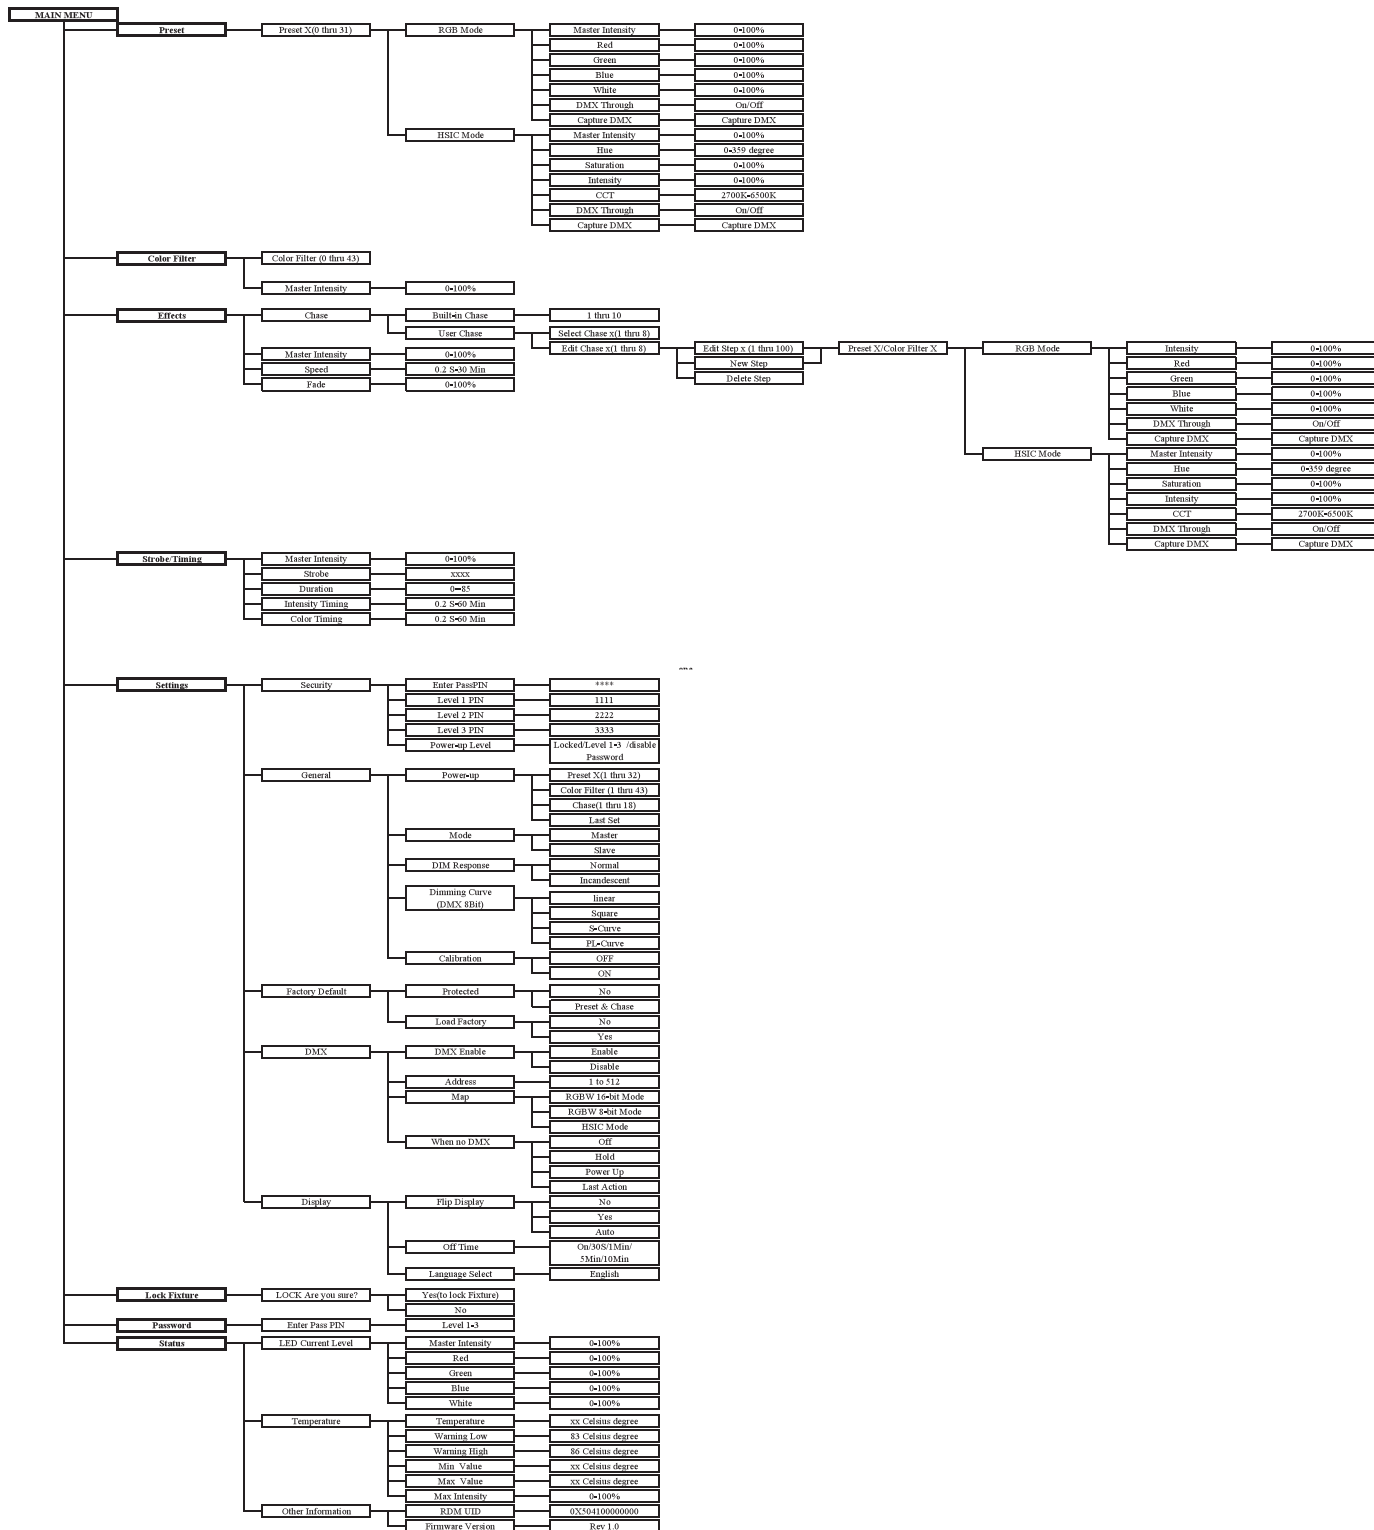 MAIN MENU
Preset Preset X(0 thru 31) RGB Mode Master Intensity 0-100%
Red 0-100%
Green 0-100%
Blue 0-100%
White 0-100%
DMX Through On/Off
Capture DMX Capture DMX
HSIC Mode Master Intensity 0-100%
Hue 0-359 degree
Saturation 0-100%
Intensity 0-100%
CCT 2700K-6500K
DMX Through On/Off
Capture DMX Capture DMX
Color Filter Color Filter (0 thru 43)
Master Intensity 0-100%
Effects Chase Built-in Chase 1 thru 10
User Chase Select Chase x(1 thru 8)
Edit Chase x(1 thru 8) Edit Step x (1 thru 100) Preset X/Color Filter X RGB Mode Intensity 0-100%
Master Intensity 0-100%
New Step Red 0-100%
Speed 0.2 S-30 Min
Delete Step Green 0-100%
Fade 0-100%
Blue 0-100%
White 0-100%
DMX Through On/Off
Capture DMX Capture DMX
HSIC Mode Master Intensity 0-100%
Hue 0-359 degree
Saturation 0-100%
Intensity 0-100%
CCT 2700K-6500K
DMX Through On/Off
Capture DMX Capture DMX
Strobe/Timing Master Intensity 0-100%
Strobe xxxx
Duration 0--85
Intensity Timing 0.2 S-60 Min
Color Timing 0.2 S-60 Min
Settings Security Enter PassPIN ****
Level 1 PIN 1111
Level 2 PIN 2222
Level 3 PIN 3333
Power-up Level Locked/Level 1-3 /disable
Password
General Power-up Preset X(1 thru 32)
Color Filter (1 thru 43)
Chase(1 thru 18)
Last Set
Mode Master
Slave
DIM Response Normal
Incandescent
Dimming Curve
(DMX 8Bit) linear
Square
S-Curve
PL-Curve
Calibration OFF
ON
Factory Default Protected No
Preset & Chase
Load Factory No
Yes
DMX DMX Enable Enable
Disable
Address 1 to 512
Map RGBW 16-bit Mode
RGBW 8-bit Mode
HSIC Mode
When no DMX Off
Hold
Power Up
Last Action
Display Flip Display No
Yes
Auto
Off Time On/30S/1Min/
5Min/10Min
Language Select English
Lock Fixture LOCK Are you sure? Yes(to lock Fixture)
No
Password Enter Pass PIN Level 1-3
Status LED Current Level Master Intensity 0-100%
Red 0-100%
Green 0-100%
Blue 0-100%
White 0-100%
Temperature Temperature xx Celsius degree
Warning Low 83 Celsius degree
Warning High 86 Celsius degree
Min Value xx Celsius degree
Max Value xx Celsius degree
Max Intensity 0-100%
Other Information RDM UID 0X504100000000
Firmware Version Rev 1.0